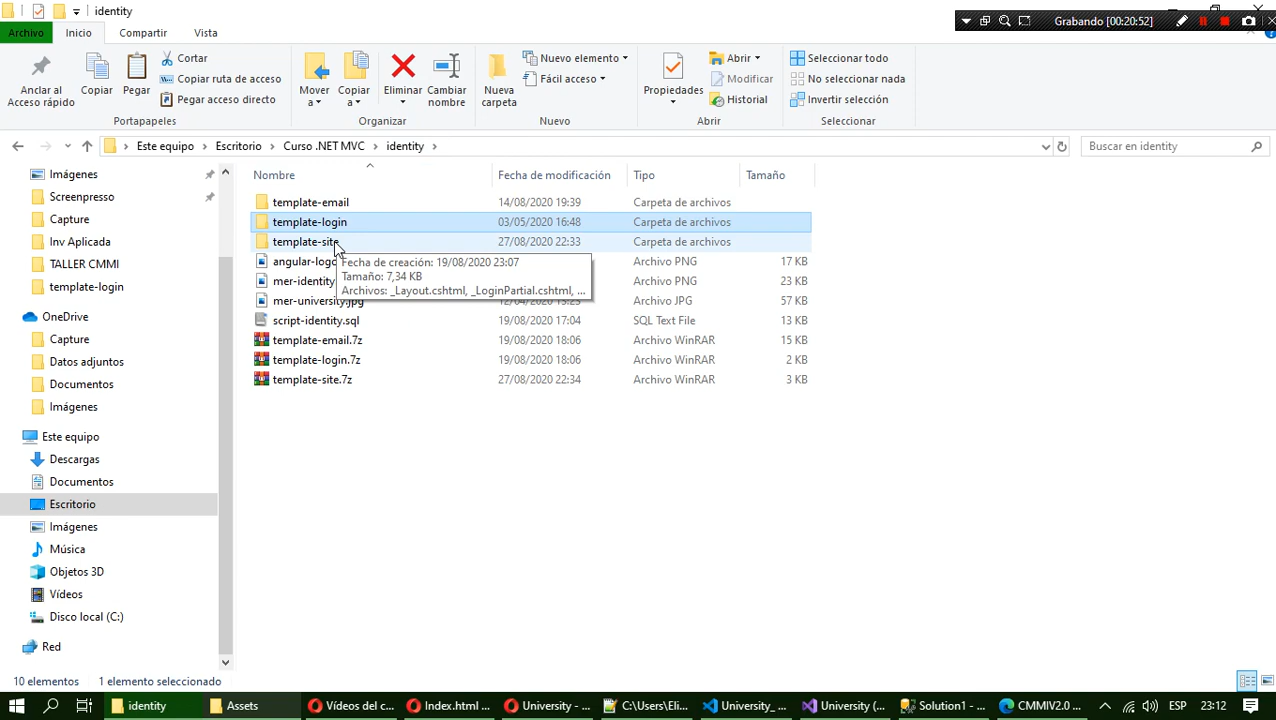 identity
Grabando [00:20:52]
Archivo Inicio Compartir Vista
Anclar al Acceso rápido
Copiar
Pegar
Cortar
Copiar ruta de acceso
Pegar acceso directo
Portapapeles
Mover a
Copiar a
Eliminar
Cambiar nombre
Organizar
Nueva carpeta
Nuevo elemento
Fácil acceso
Nuevo
Propiedades
Abrir
Modificar
Historial
Abrir
Seleccionar todo
No seleccionar nada
Invertir selección
Seleccionar
Este equipo > Escritorio > Curso .NET MVC > identity >
Buscar en identity
Imágenes
Screenpresso
Capture
Inv Aplicada
TALLER CMMI
template-login
OneDrive
Capture
Datos adjuntos
Documentos
Imágenes
Este equipo
Descargas
Documentos
Escritorio
Imágenes
Música
Objetos 3D
Vídeos
Disco local (C:)
Red
Nombre Fecha de modificación Tipo Tamaño
template-email 14/08/2020 19:39 Carpeta de archivos
template-login 03/05/2020 16:48 Carpeta de archivos
template-site 27/08/2020 22:33 Carpeta de archivos
angular-logo Archivo PNG 17 KB
mer-identity Archivo PNG 23 KB
mer-university.jpg Archivo JPG 57 KB
script-identity.sql 19/08/2020 17:04 SQL Text File 13 KB
template-email.7z 19/08/2020 18:06 Archivo WinRAR 15 KB
template-login.7z 19/08/2020 18:06 Archivo WinRAR 2 KB
template-site.7z 27/08/2020 22:34 Archivo WinRAR 3 KB
Fecha de creación: 19/08/2020 23:07
Tamaño: 7,34 KB
Archivos: _Layout.cshtml, _LoginPartial.cshtml, ...
10 elementos 1 elemento seleccionado
identity
Assets
Vídeos del c...
Index.html ...
University - ...
C:\Users\Eli...
University_ ...
University (...
Solution1 - ...
CMMIV2.0 ...
ESP
23:12